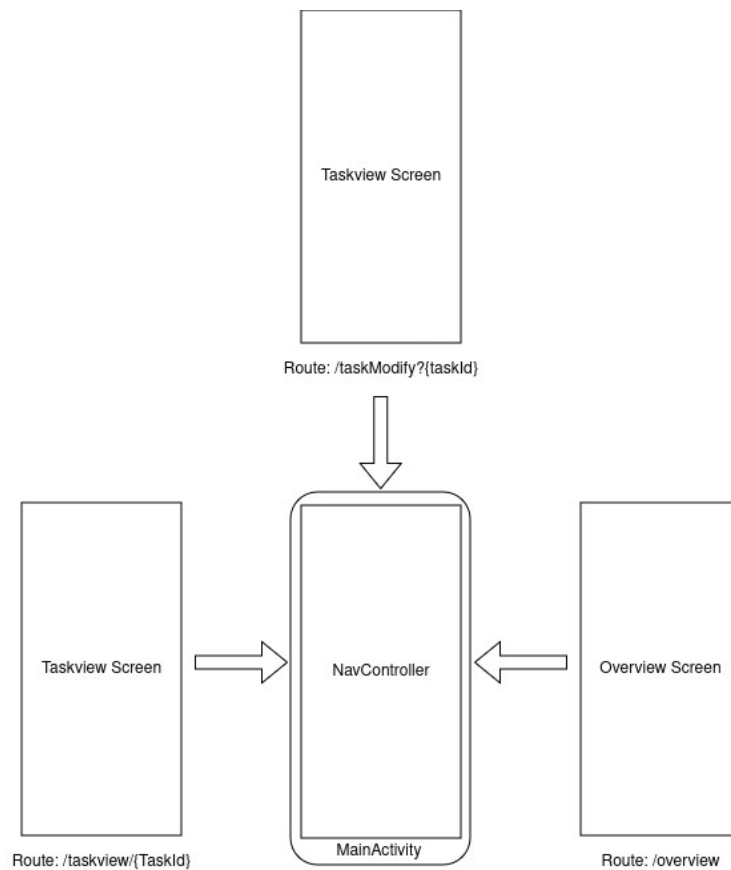 Taskview Screen
Route: /taskModify?{taskId}
Taskview Screen
NavController
Overview Screen
MainActivity
Route: /taskview/{TaskId}
Route: /overview